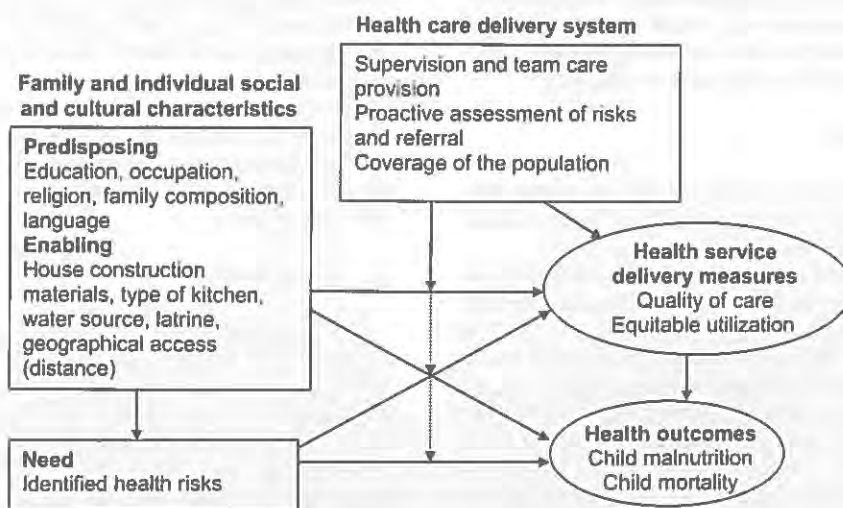 Health care delivery system
Supervision and team care
provision
Proactive assessment of risks
and referral
Coverage of the population
Family and individual social
and cultural characteristics
Predisposing
Education, occupation,
religion, family composition,
language
Enabling
House construction
materials, type of kitchen,
water source, latrine,
geographical access
(distance)
Need
Identified health risks
Health service
delivery measures
Quality of care
Equitable utilization
Health outcomes
Child malnutrition
Child mortality